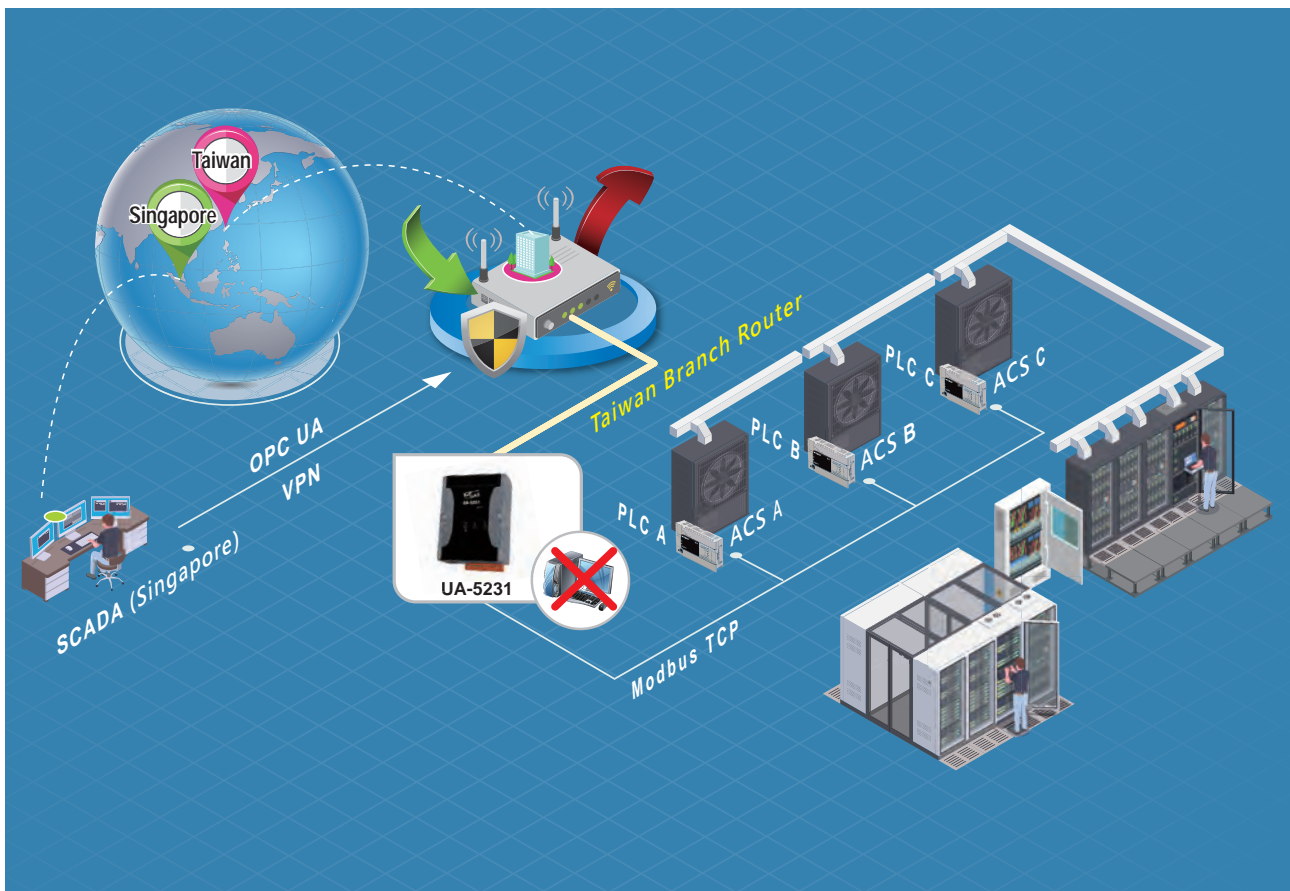 Taiwan
Singapore
Taiwan Branch Router
OPC UA
VPN
SCADA (Singapore)
UA-5231
PLC A
ACS A
PLC B
ACS B
PLC C
ACS C
Modbus TCP